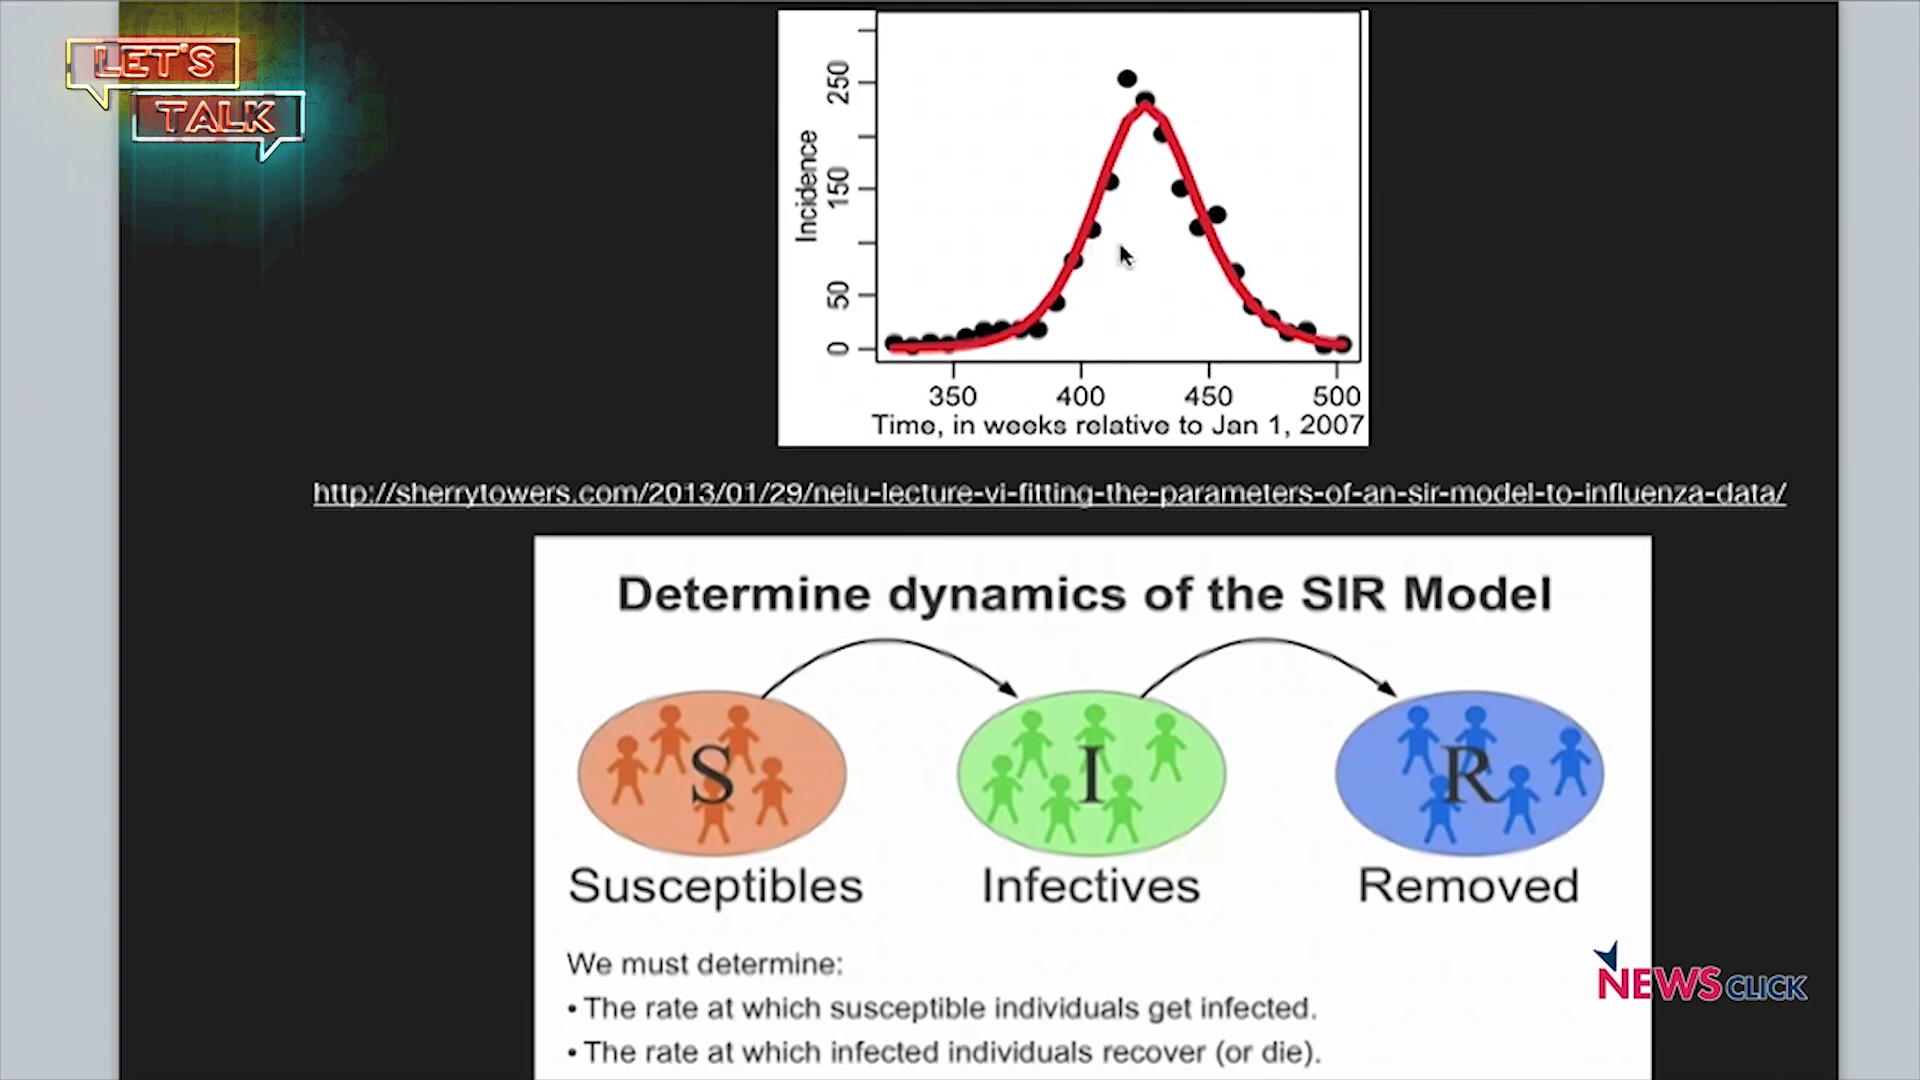 LET'S
TALK
Incidence
250
150
50
0
350 400 450 500
Time, in weeks relative to Jan 1, 2007
http://sherrytowers.com/2013/01/29/neiu-lecture-vi-fitting-the-parameters-of-an-sir-model-to-influenza-data/
Determine dynamics of the SIR Model
S I R
Susceptibles Infectives Removed
We must determine:
• The rate at which susceptible individuals get infected.
• The rate at which infected individuals recover (or die).
NEWSCLICK